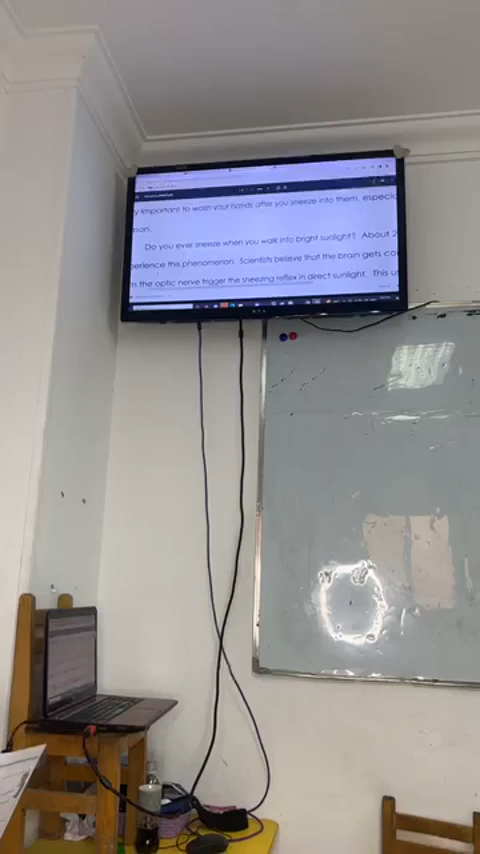 y important to wash your hands after you sneeze into them, especic
ason.
Do you ever sneeze when you walk into bright sunlight? About 2
perience this phenomenon. Scientists believe that the brain gets co
m the optic nerve trigger the sneezing reflex in direct sunlight. This u